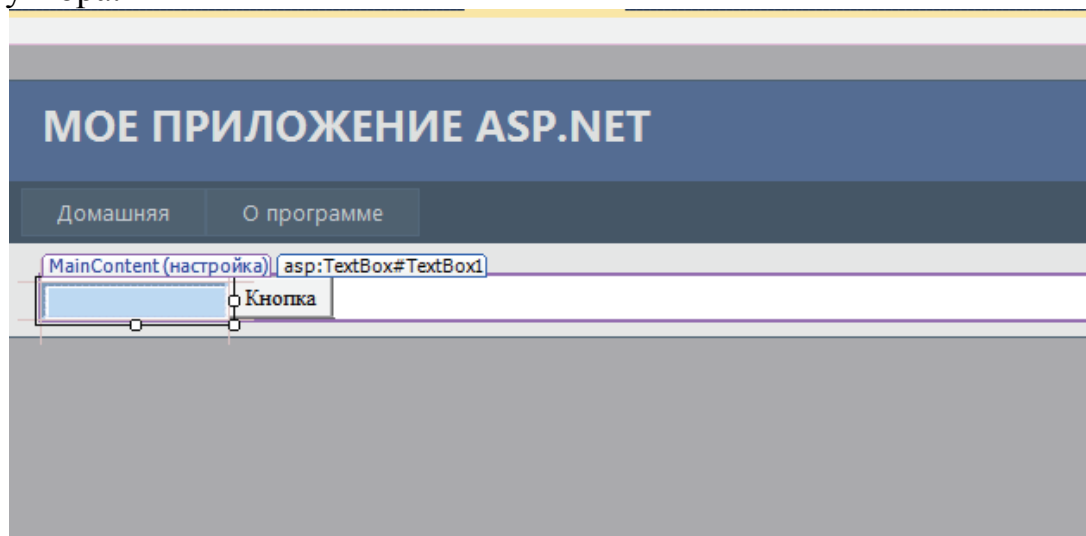 МОЕ ПРИЛОЖЕНИЕ ASP.NET
Домашняя О программе
MainContent (настройка) asp:TextBox#TextBox1
Кнопка